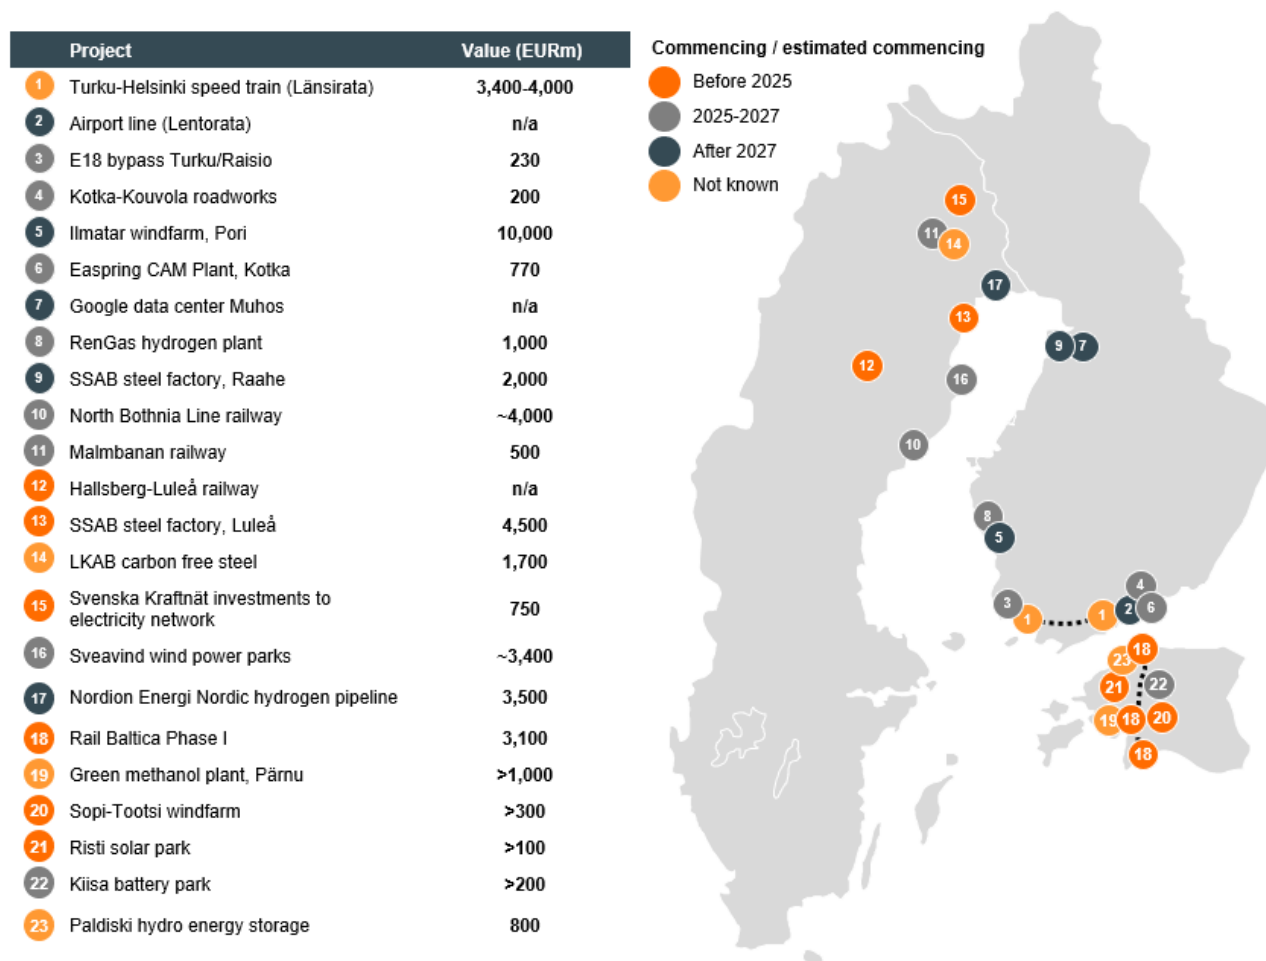 Project Value (EURm)
1 Turku-Helsinki speed train (Länsirata) 3,400-4,000
2 Airport line (Lentorata) n/a
3 E18 bypass Turku/Raisio 230
4 Kotka-Kouvola roadworks 200
5 Ilmatar windfarm, Pori 10,000
6 Easpring CAM Plant, Kotka 770
7 Google data center Muhos n/a
8 RenGas hydrogen plant 1,000
9 SSAB steel factory, Raahe 2,000
10 North Bothnia Line railway ~4,000
11 Malmbanan railway 500
12 Hallsberg-Luleå railway n/a
13 SSAB steel factory, Luleå 4,500
14 LKAB carbon free steel 1,700
15 Svenska Kraftnät investments to
electricity network 750
16 Sveavind wind power parks ~3,400
17 Nordion Energi Nordic hydrogen pipeline 3,500
18 Rail Baltica Phase I 3,100
19 Green methanol plant, Pärnu >1,000
20 Sopi-Tootsi windfarm >300
21 Risti solar park >100
22 Kiisa battery park >200
23 Paldiski hydro energy storage 800
Commencing / estimated commencing
Before 2025
2025-2027
After 2027
Not known
15
11
14
17
13
9 7
12
16
10
8
5
4
3
1
1
2
6
18
23
21
22
19
18
20
18